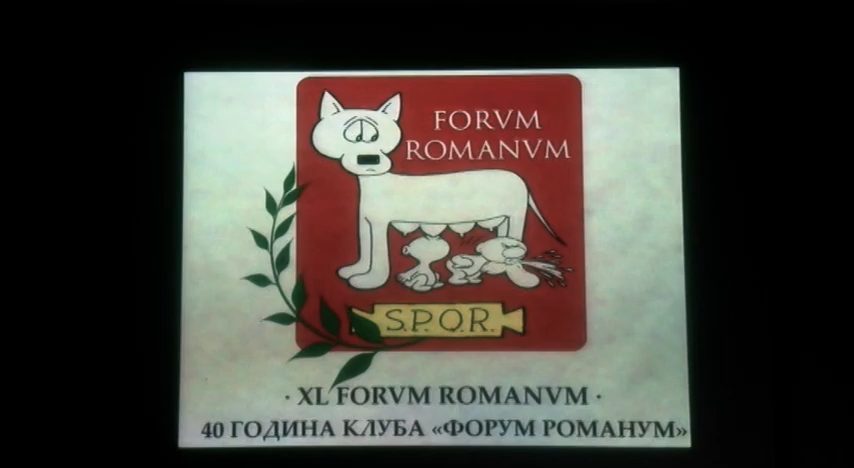 FORVM
ROMANVM
S.P.Q.R.
· XL FORVM ROMANVM ·
40 ГОДИНА КЛУБА «ФОРУМ РОМАНУМ»